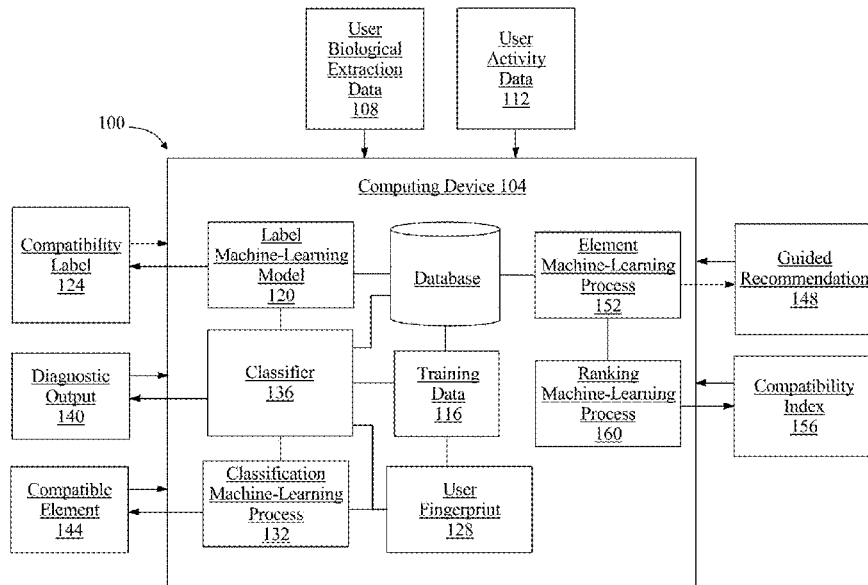 User
Biological
Extraction
Data
108
User
Activity
Data
112
100
Computing Device 104
Compatibility
Label
124
Label
Machine-Learning
Model
120
Database
Element
Machine-Learning
Process
152
Guided
Recommendation
148
Diagnostic
Output
140
Classifier
136
Training
Data
116
Ranking
Machine-Learning
Process
160
Compatibility
Index
156
Compatible
Element
144
Classification
Machine-Learning
Process
132
User
Fingerprint
128